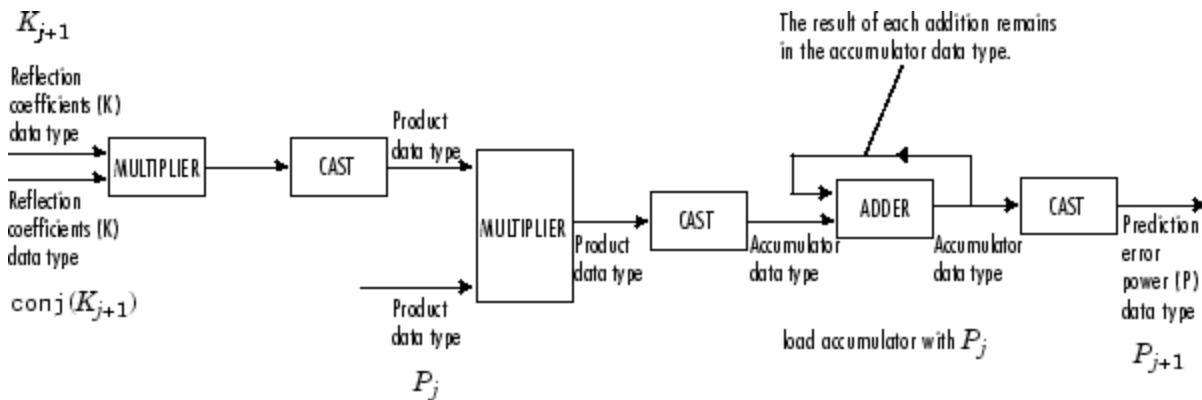 K_{j+1}
Reflection
coefficients (K)
data type
MULTIPLIER
Reflection
coefficients (K)
data type
conj(K_{j+1})
CAST
Product
data type
MULTIPLIER
Product
data type
P_j
Product
data type
CAST
Accumulator
data type
The result of each addition remains
in the accumulator data type.
ADDER
Accumulator
data type
load accumulator with P_j
CAST
Prediction
error
power (P)
data type
P_{j+1}